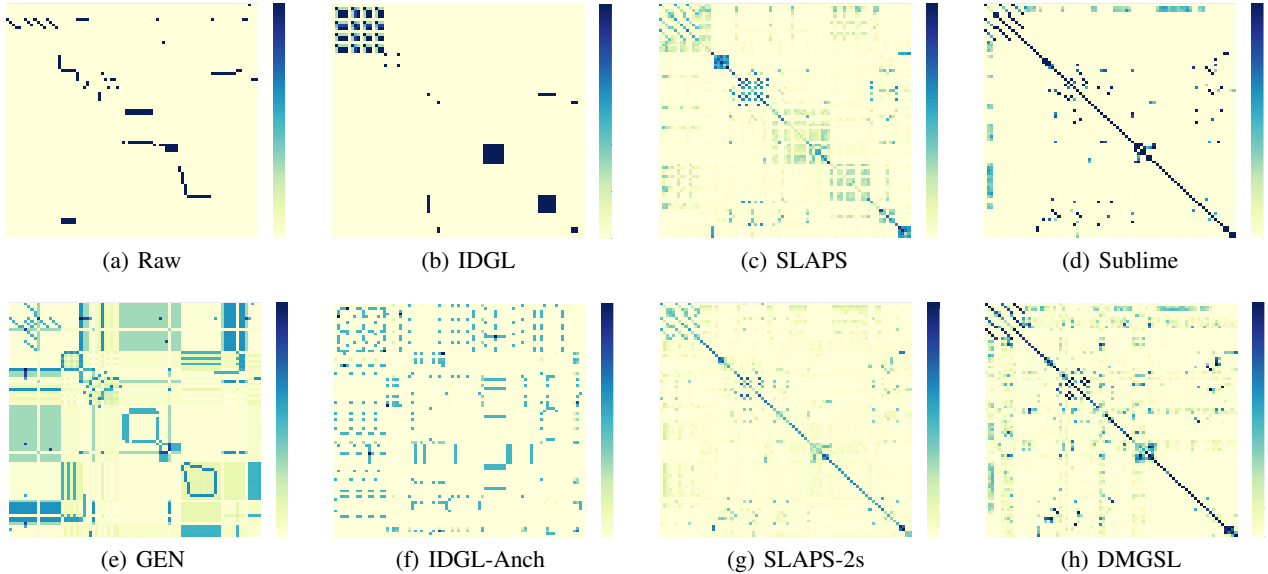 (a) Raw
(b) IDGL
(c) SLAPS
(d) Sublime
(e) GEN
(f) IDGL-Anch
(g) SLAPS-2s
(h) DMGSL